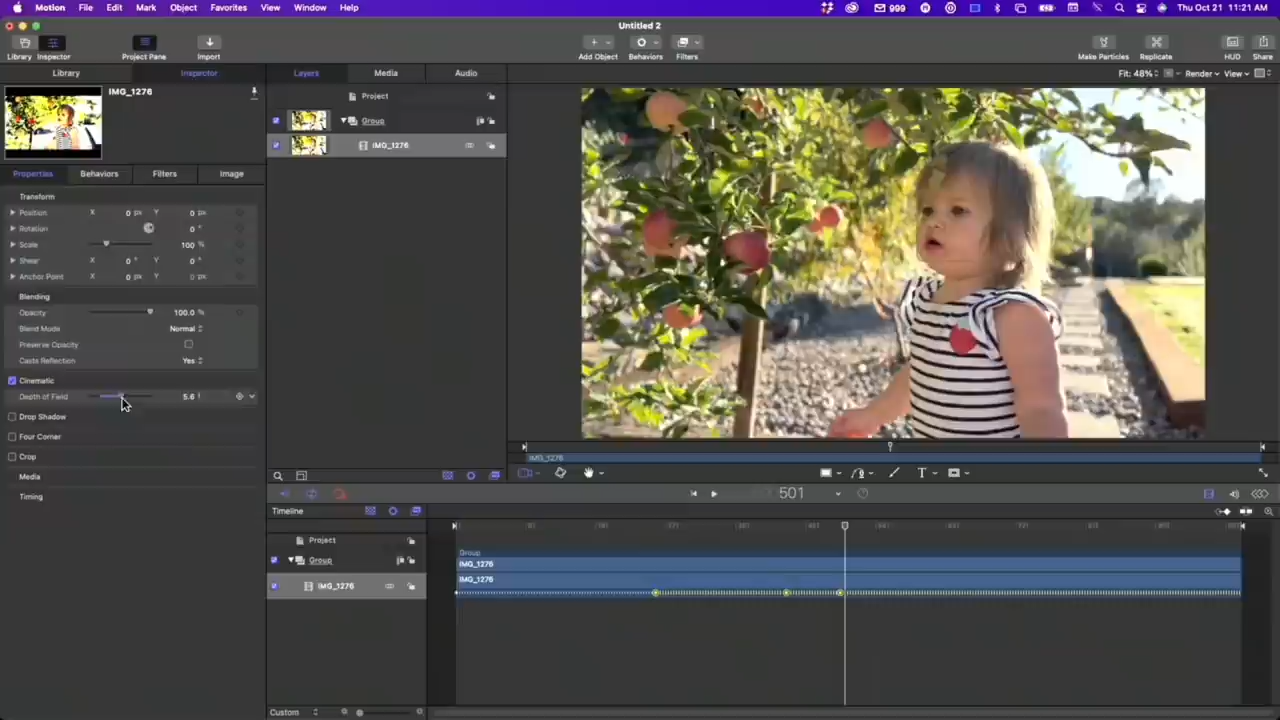 Motion File Edit Mark Object Favorites View Window Help 999 Thu Oct 21 11:21 AM
Untitled 2
Library Inspector Project Pane Import Add Object Behaviors Filters Make Particles Replicate HUD Share
Library Inspector Layers Media Audio Fit: 48% Render View
IMG_1276
Project
Group
IMG_1276
Properties Behaviors Filters Image
Transform
Position X 0 px Y 0 px
Rotation 0 °
Scale 100 %
Shear X 0 ° Y 0 °
Anchor Point X 0 px Y 0 px
Blending
Opacity 100.0 %
Blend Mode Normal
Preserve Opacity
Casts Reflection Yes
Cinematic
Depth of Field 5.6 f
Drop Shadow
Four Corner
Crop
Media
Timing
IMG_1276
T
501
Timeline
Project
Group
IMG_1276
Group
IMG_1276
IMG_1276
Custom